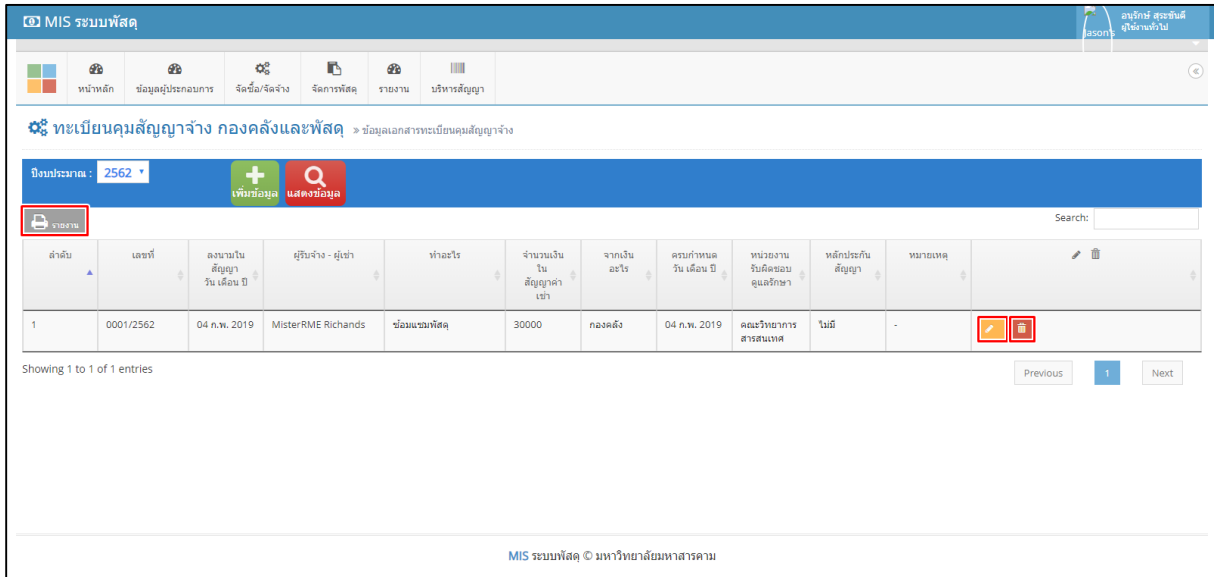 MIS ระบบพัสดุ
อนุรักษ์ สุระขันตี
Jason's ผู้ใช้งานทั่วไป
หน้าหลัก ข้อมูลผู้ประกอบการ จัดซื้อ/จัดจ้าง จัดการพัสดุ รายงาน บริหารสัญญา
ทะเบียนคุมสัญญาจ้าง กองคลังและพัสดุ » ข้อมูลเอกสารทะเบียนคุมสัญญาจ้าง
ปีงบประมาณ : 2562 เพิ่มข้อมูล แสดงข้อมูล
รายงาน Search:
ลำดับ เลขที่ ลงนามใน ผู้รับจ้าง - ผู้เช่า ทำอะไร จำนวนเงิน จากเงิน ครบกำหนด หน่วยงาน หลักประกัน หมายเหตุ
สัญญา ใน อะไร วัน เดือน ปี รับผิดชอบ สัญญา
วัน เดือน ปี สัญญาค่า ดูแลรักษา
เช่า
1 0001/2562 04 ก.พ. 2019 MisterRME Richands ซ่อมแซมพัสดุ 30000 กองคลัง 04 ก.พ. 2019 คณะวิทยาการ ไม่มี -
สารสนเทศ
Showing 1 to 1 of 1 entries Previous 1 Next
MIS ระบบพัสดุ © มหาวิทยาลัยมหาสารคาม